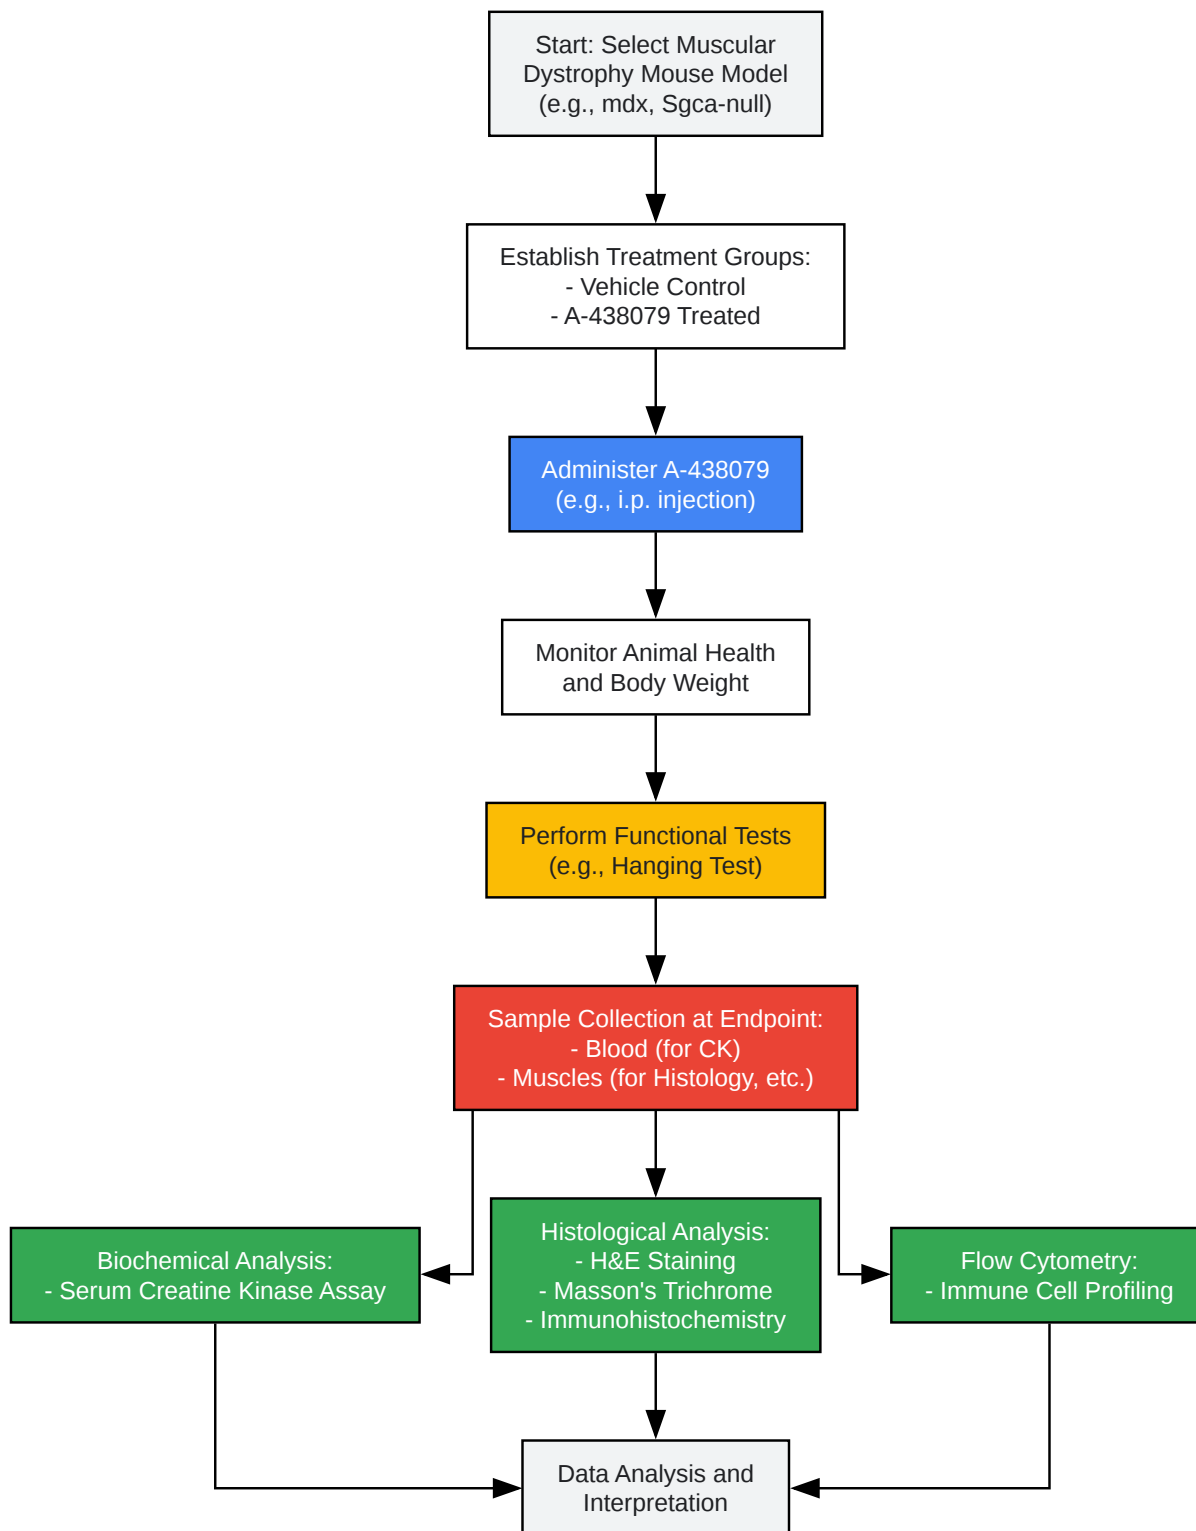 Start: Select Muscular
Dystrophy Mouse Model
(e.g., mdx, Sgca-null)
Establish Treatment Groups:
- Vehicle Control
- A-438079 Treated
Administer A-438079
(e.g., i.p. injection)
Monitor Animal Health
and Body Weight
Perform Functional Tests
(e.g., Hanging Test)
Sample Collection at Endpoint:
- Blood (for CK)
- Muscles (for Histology, etc.)
Biochemical Analysis:
- Serum Creatine Kinase Assay
Histological Analysis:
- H&E Staining
- Masson's Trichrome
- Immunohistochemistry
Flow Cytometry:
- Immune Cell Profiling
Data Analysis and
Interpretation